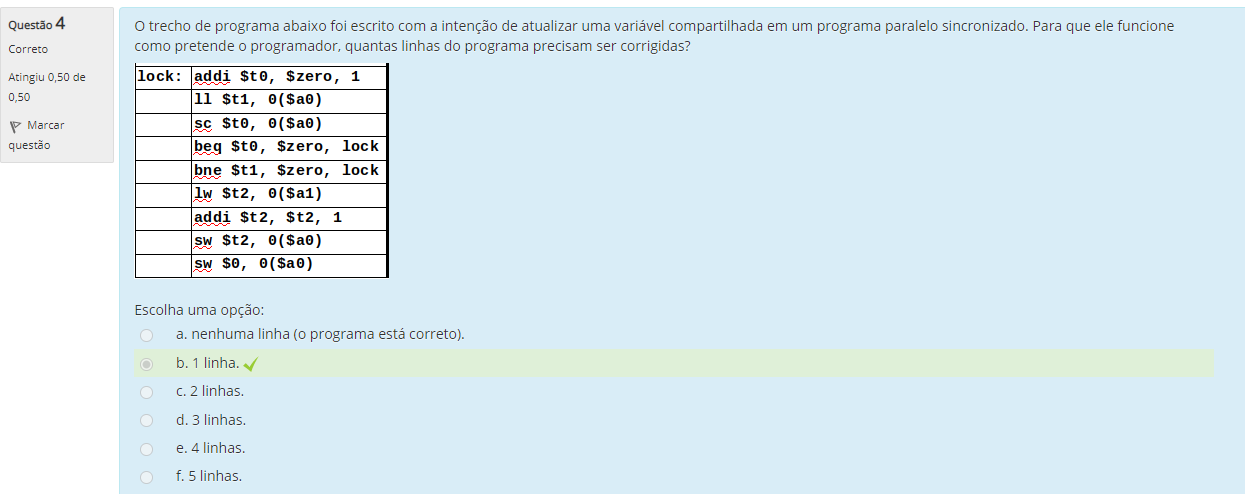 Questão 4
Correto
Atingiu 0,50 de
0,50
Marcar
questão
O trecho de programa abaixo foi escrito com a intenção de atualizar uma variável compartilhada em um programa paralelo sincronizado. Para que ele funcione
como pretende o programador, quantas linhas do programa precisam ser corrigidas?
lock: addi $t0, $zero, 1
ll $t1, 0($a0)
sc $t0, 0($a0)
beq $t0, $zero, lock
bne $t1, $zero, lock
lw $t2, 0($a1)
addi $t2, $t2, 1
sw $t2, 0($a0)
sw $0, 0($a0)
Escolha uma opção:
a. nenhuma linha (o programa está correto).
b. 1 linha.
c. 2 linhas.
d. 3 linhas.
e. 4 linhas.
f. 5 linhas.